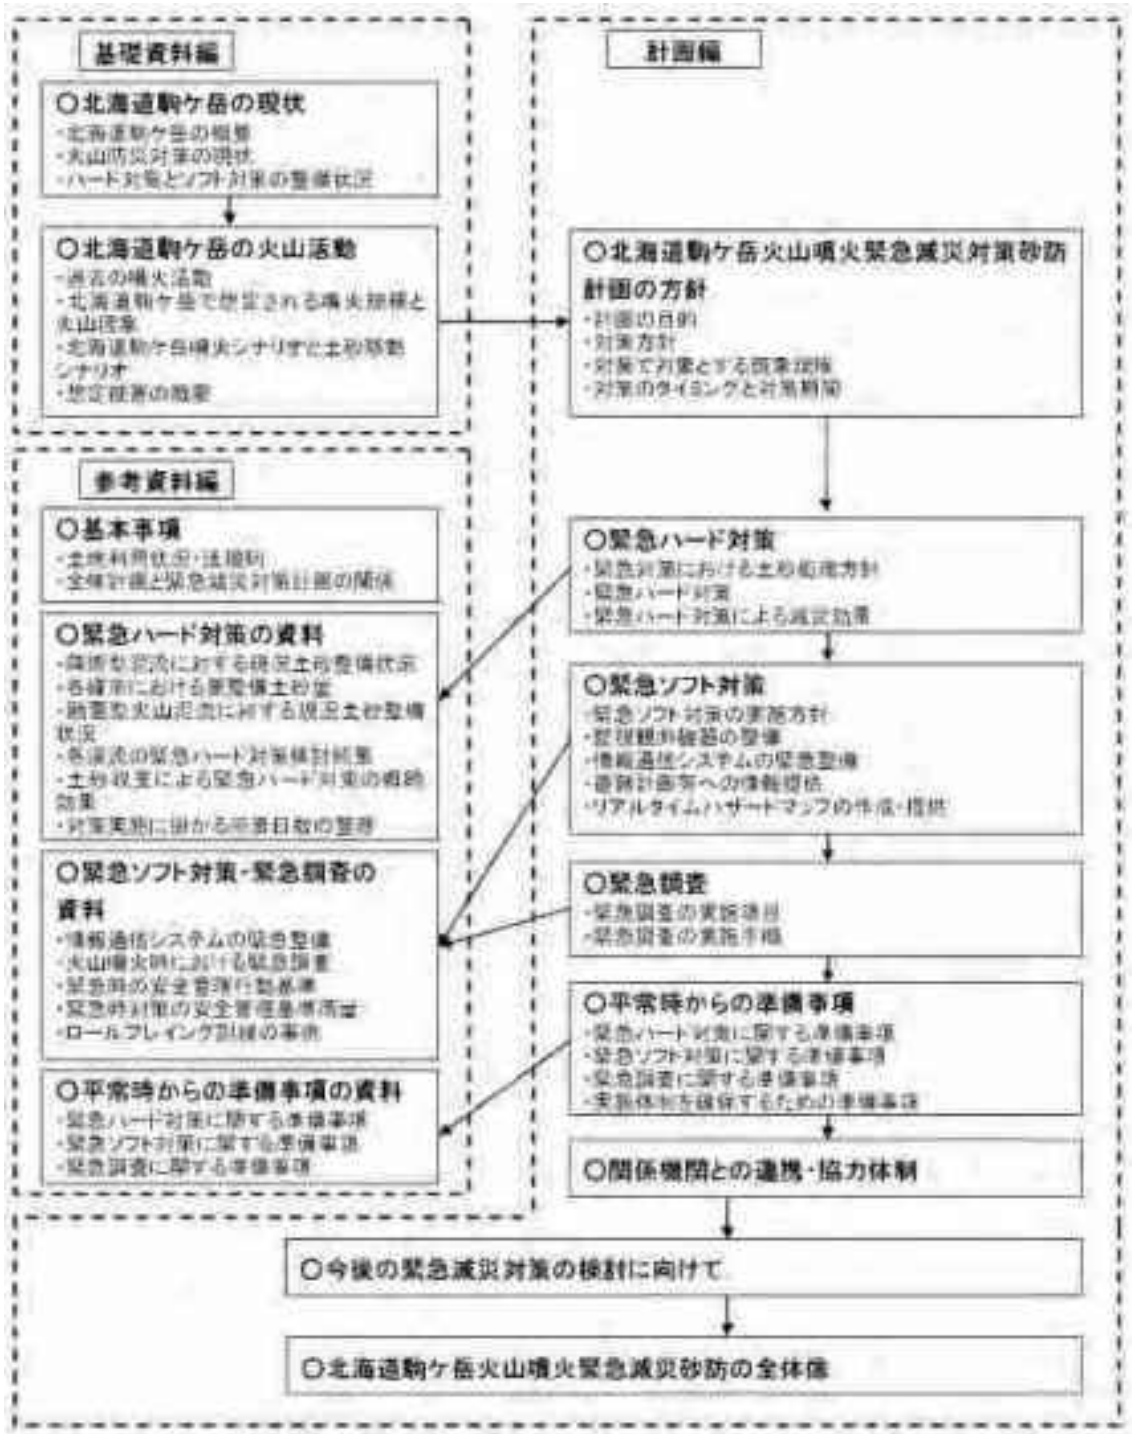 基礎資料編
〇北海道駒ケ岳の現状
・北海道駒ケ岳の概要
・火山防災対策の現状
・ハード対策とソフト対策の整備状況
〇北海道駒ケ岳の火山活動
・過去の噴火活動
・北海道駒ケ岳で想定される噴火規模と
火山現象
・北海道駒ケ岳噴火シナリオと土砂移動
シナリオ
・想定被害の概要
参考資料編
〇基本事項
・土地利用状況・法規制
・全体計画と緊急減災対策計画の関係
〇緊急ハード対策の資料
・降雨型泥流に対する現況土砂整備状況
・各渓流における要整備土砂量
・融雪型火山泥流に対する現況土砂整備
状況
・各渓流の緊急ハード対策検討結果
・土砂収支による緊急ハード対策の
効果
・対策実施に掛かる所要日数の整理
〇緊急ソフト対策・緊急調査の
資料
・情報通信システムの緊急整備
・火山噴火時における緊急調査
・緊急時の安全管理行動基準
・緊急時対策の安全管理基準雨量
・ロールプレイング訓練の事例
〇平常時からの準備事項の資料
・緊急ハード対策に関する準備事項
・緊急ソフト対策に関する準備事項
・緊急調査に関する準備事項
計画編
〇北海道駒ケ岳火山噴火緊急減災対策砂防
計画の方針
・計画の目的
・対策方針
・対策で対象とする現象規模
・対策のタイミングと対策期間
〇緊急ハード対策
・緊急対策における土砂処理方針
・緊急ハード対策
・緊急ハード対策による減災効果
〇緊急ソフト対策
・緊急ソフト対策の実施方針
・監視観測機器の整備
・情報通信システムの緊急整備
・避難計画等への情報提供
・リアルタイムハザードマップの作成・提供
〇緊急調査
・緊急調査の実施項目
・緊急調査の実施手順
〇平常時からの準備事項
・緊急ハード対策に関する準備事項
・緊急ソフト対策に関する準備事項
・緊急調査に関する準備事項
・実施体制を確保するための準備事項
〇関係機関との連携・協力体制
〇今後の緊急減災対策の検討に向けて
〇北海道駒ケ岳火山噴火緊急減災砂防の全体像